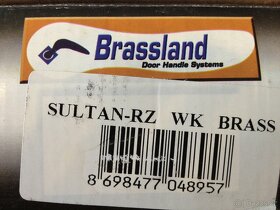 Brassland
Door Handle Systems
SULTAN-RZ WK BRASS
8 698477 048957